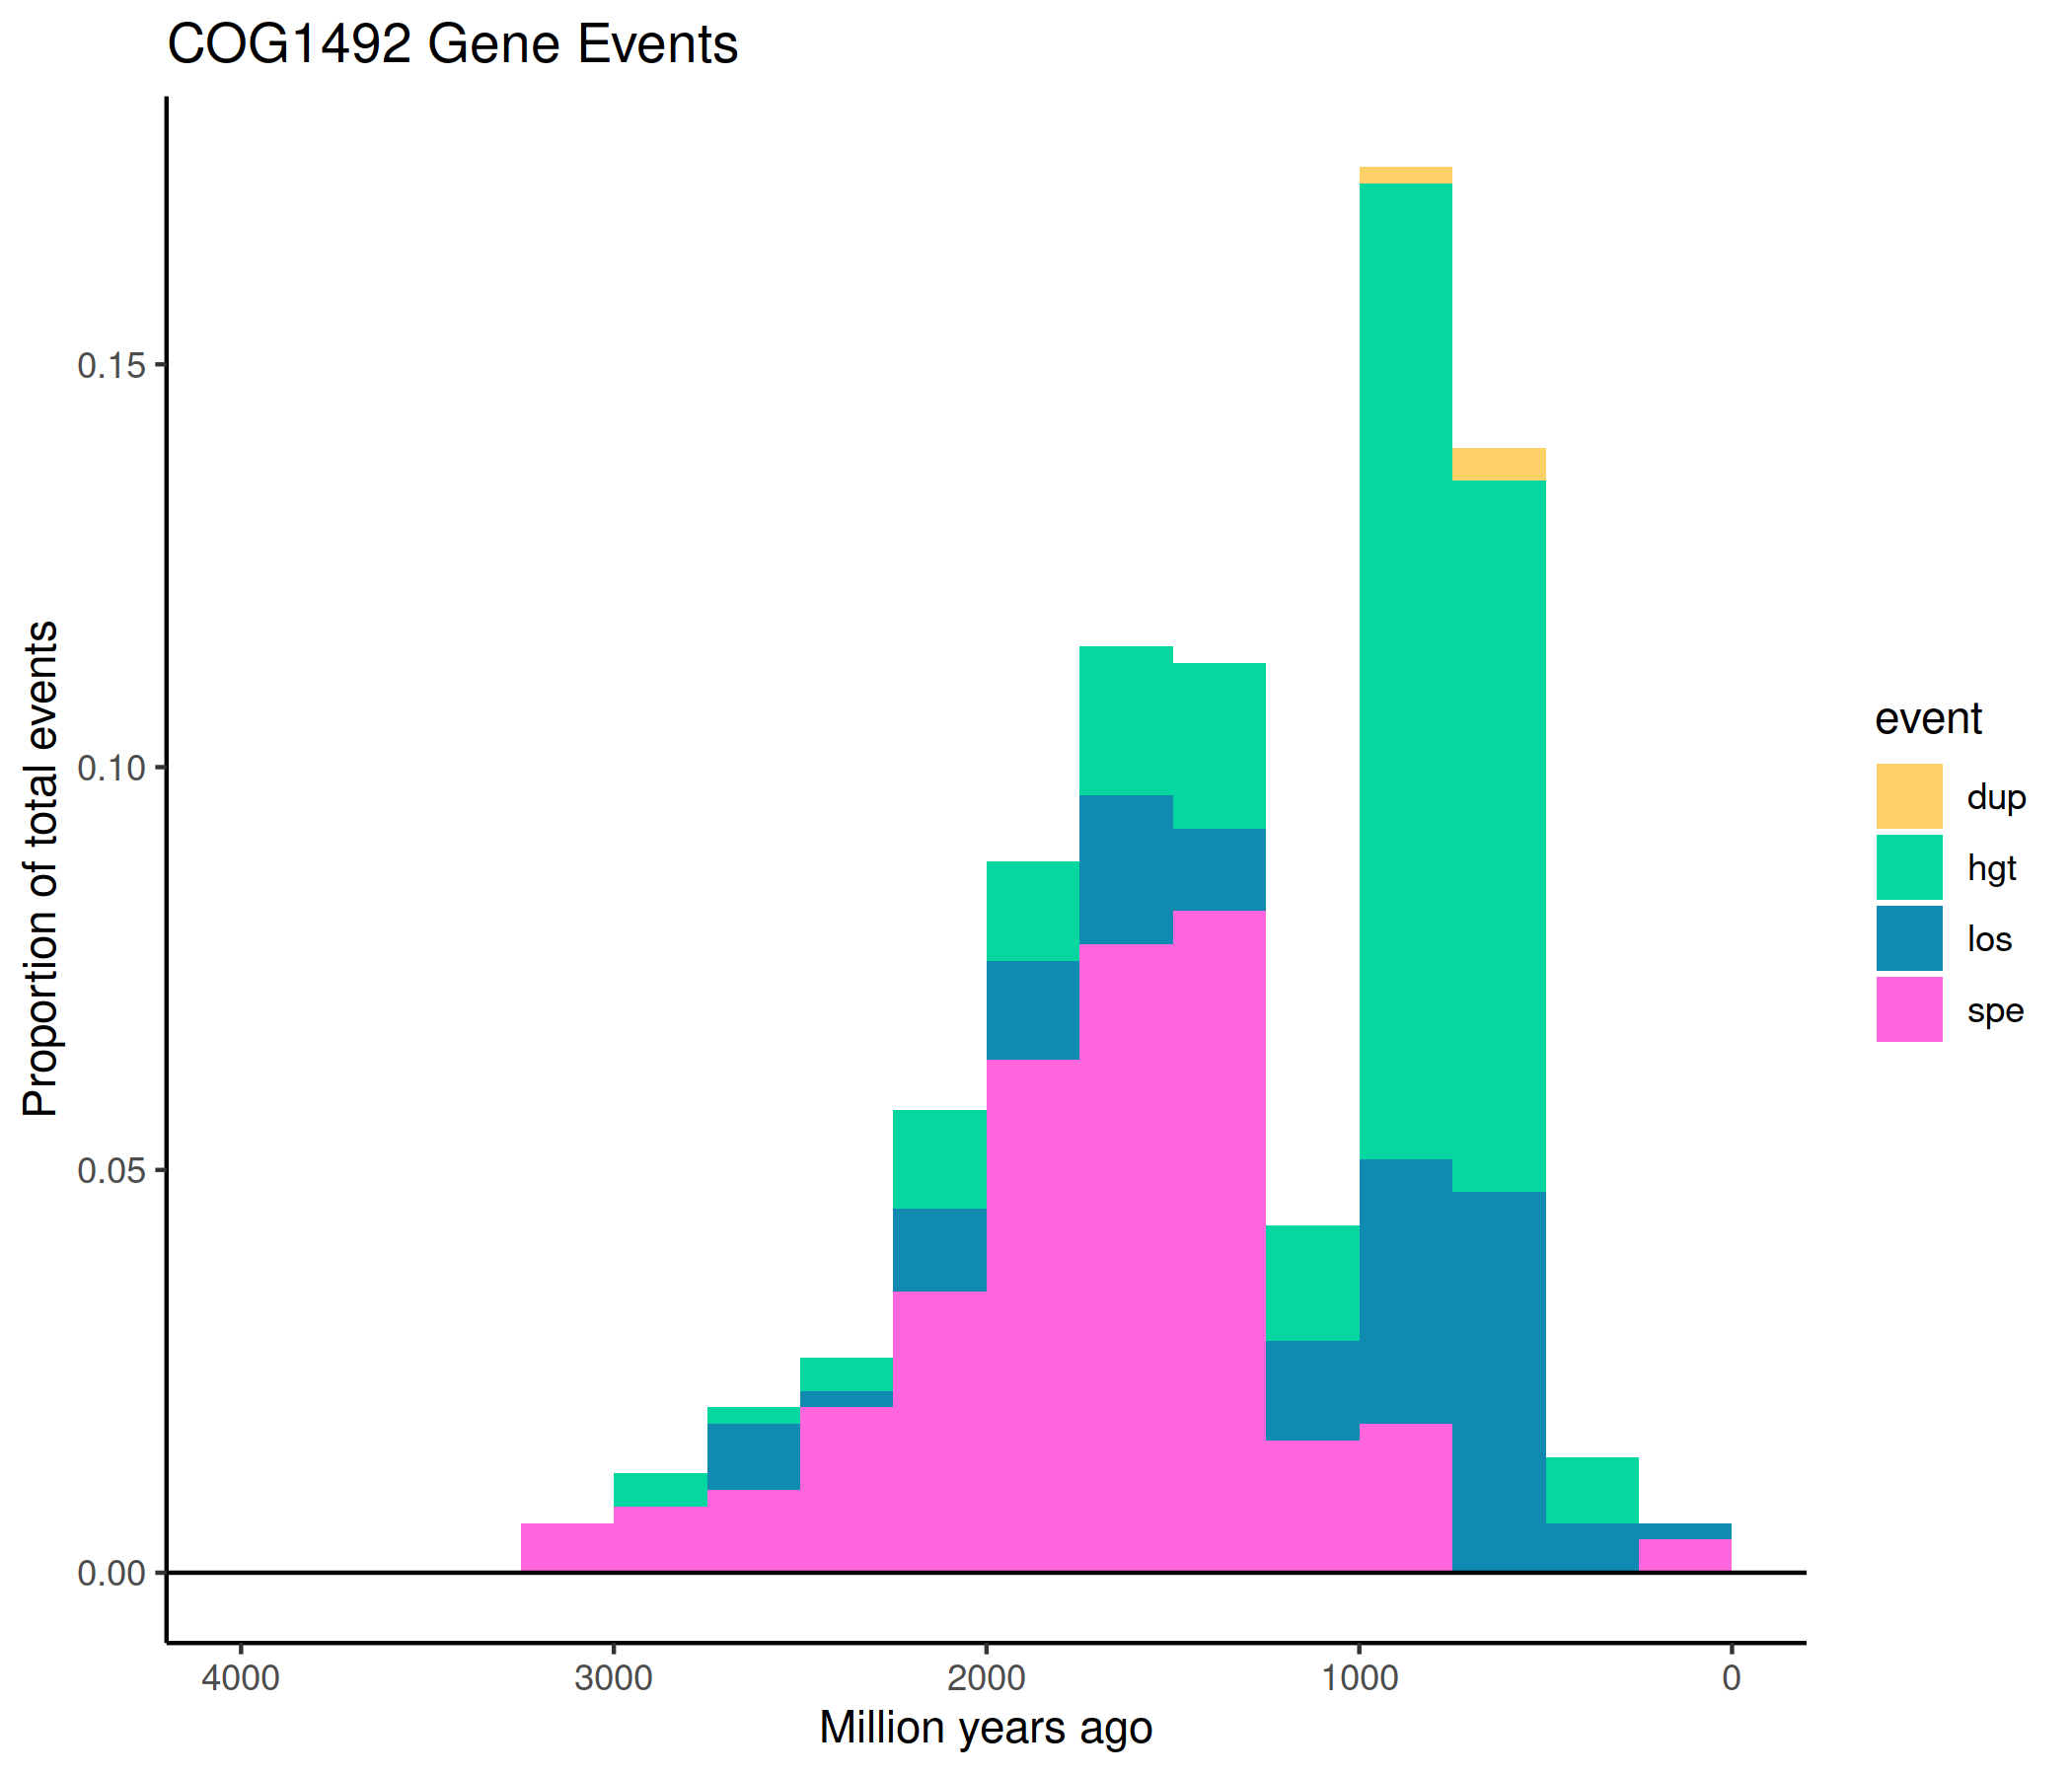 COG1492 Gene Events
Proportion of total events
0.15
0.10
0.05
0.00
4000 3000 2000 1000 0
Million years ago
event
dup
hgt
los
spe